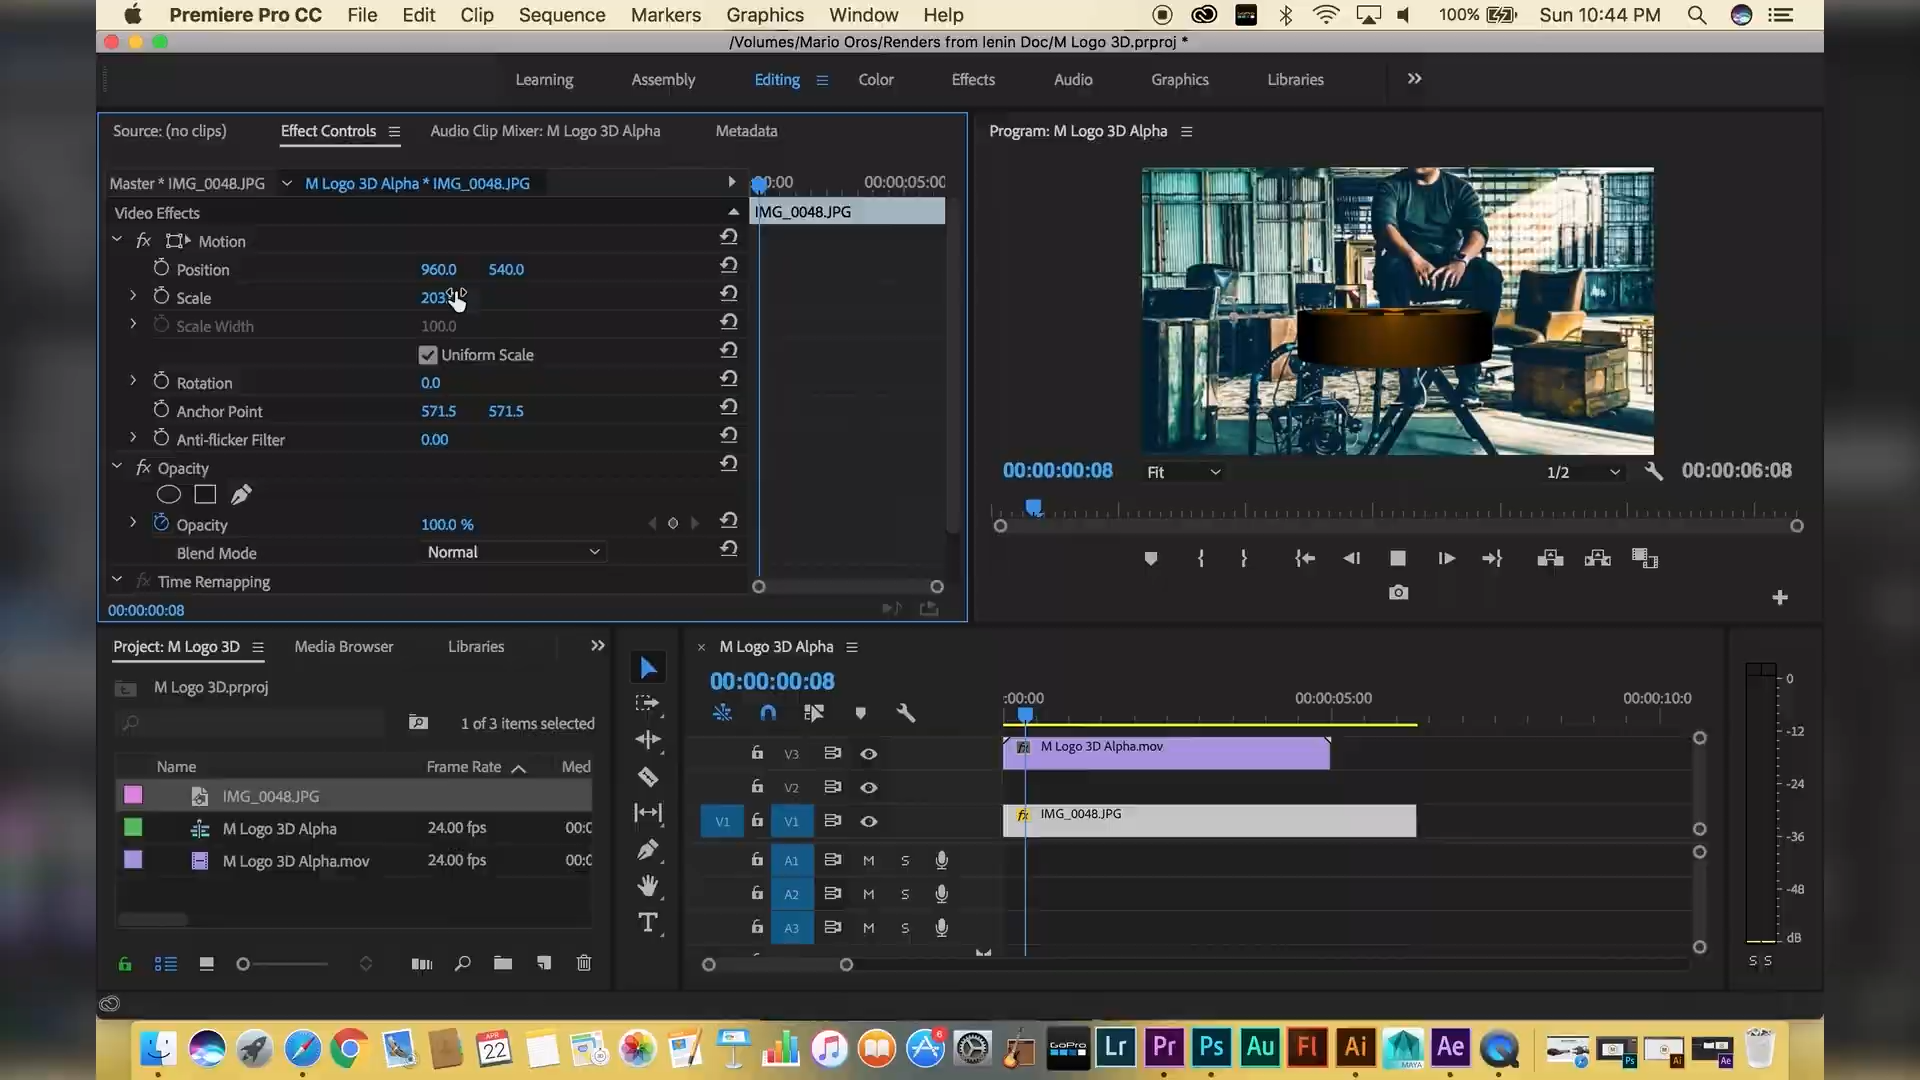 Premiere Pro CC File Edit Clip Sequence Markers Graphics Window Help 100% Sun 10:44 PM
/Volumes/Mario Oros/Renders from lenin Doc/M Logo 3D.prproj *
Learning Assembly Editing Color Effects Audio Graphics Libraries
Source: (no clips) Effect Controls Audio Clip Mixer: M Logo 3D Alpha Metadata
Program: M Logo 3D Alpha
Master * IMG_0048.JPG M Logo 3D Alpha * IMG_0048.JPG 00:00 00:00:05:00
Video Effects IMG_0048.JPG
fx Motion
Position 960.0 540.0
Scale 203
Scale Width 100.0
Uniform Scale
Rotation 0.0
Anchor Point 571.5 571.5
Anti-flicker Filter 0.00
fx Opacity
Opacity 100.0 %
Blend Mode Normal
fx Time Remapping
00:00:00:08
00:00:00:08 Fit 1/2 00:00:06:08
Project: M Logo 3D Media Browser Libraries
M Logo 3D.prproj
1 of 3 items selected
Name Frame Rate Med
IMG_0048.JPG
M Logo 3D Alpha 24.00 fps 00:0
M Logo 3D Alpha.mov 24.00 fps 00:0
× M Logo 3D Alpha
00:00:00:08
:00:00 00:00:05:00 00:00:10:0
V3 fx M Logo 3D Alpha.mov
V2
V1 V1 fx IMG_0048.JPG
A1 M S
A2 M S
A3 M S
T
0
-12
-24
-36
-48
dB
S S
APR 22 6 GoPro Lr Pr Ps Au Fl Ai MAYA Ae Ps Ai Ae